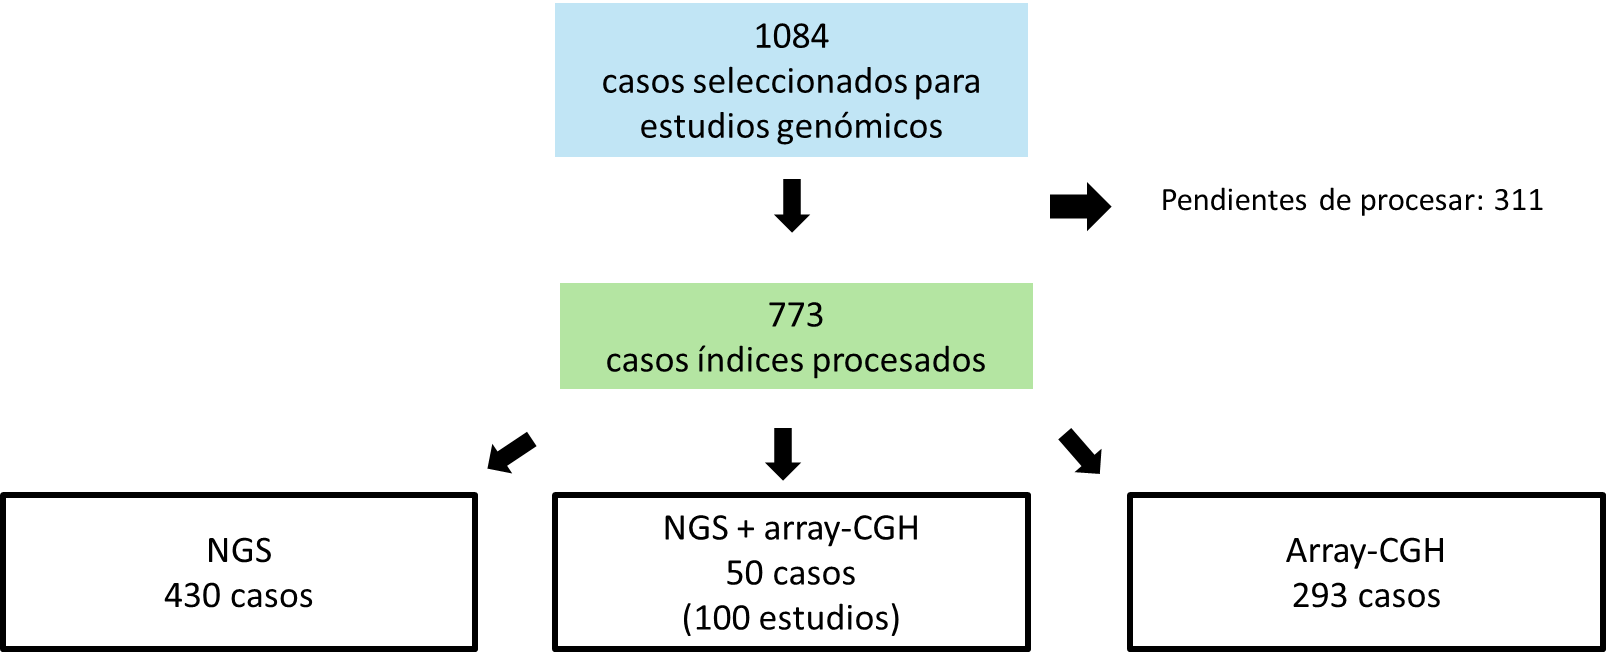 1084
casos seleccionados para
estudios genómicos
Pendientes de procesar: 311
773
casos índices procesados
NGS
430 casos
NGS + array-CGH
50 casos
(100 estudios)
Array-CGH
293 casos